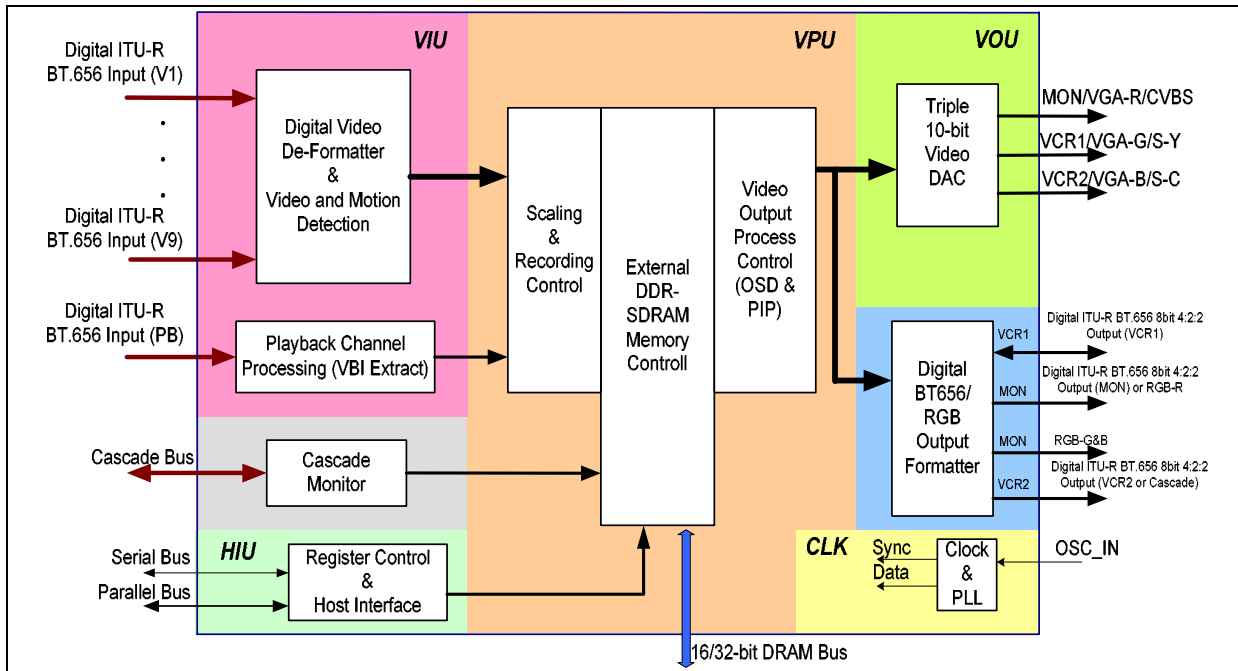 VIU
VPU
VOU
Digital ITU-R
BT.656 Input (V1)
Digital ITU-R
BT.656 Input (V9)
Digital ITU-R
BT.656 Input (PB)
Digital Video
De-Formatter
&
Video and Motion
Detection
Playback Channel
Processing (VBI Extract)
Cascade Bus
Cascade
Monitor
HIU
Serial Bus
Parallel Bus
Register Control
&
Host Interface
Scaling
&
Recording
Control
External
DDR-
SDRAM
Memory
Controll
Video
Output
Process
Control
(OSD &
PIP)
16/32-bit DRAM Bus
Triple
10-bit
Video
DAC
MON/VGA-R/CVBS
VCR1/VGA-G/S-Y
VCR2/VGA-B/S-C
Digital
BT656/
RGB
Output
Formatter
VCR1
Digital ITU-R BT.656 8bit 4:2:2
Output (VCR1)
MON
Digital ITU-R BT.656 8bit 4:2:2
Output (MON) or RGB-R
MON
RGB-G&B
VCR2
Digital ITU-R BT.656 8bit 4:2:2
Output (VCR2 or Cascade)
CLK
Sync
Data
Clock
&
PLL
OSC_IN